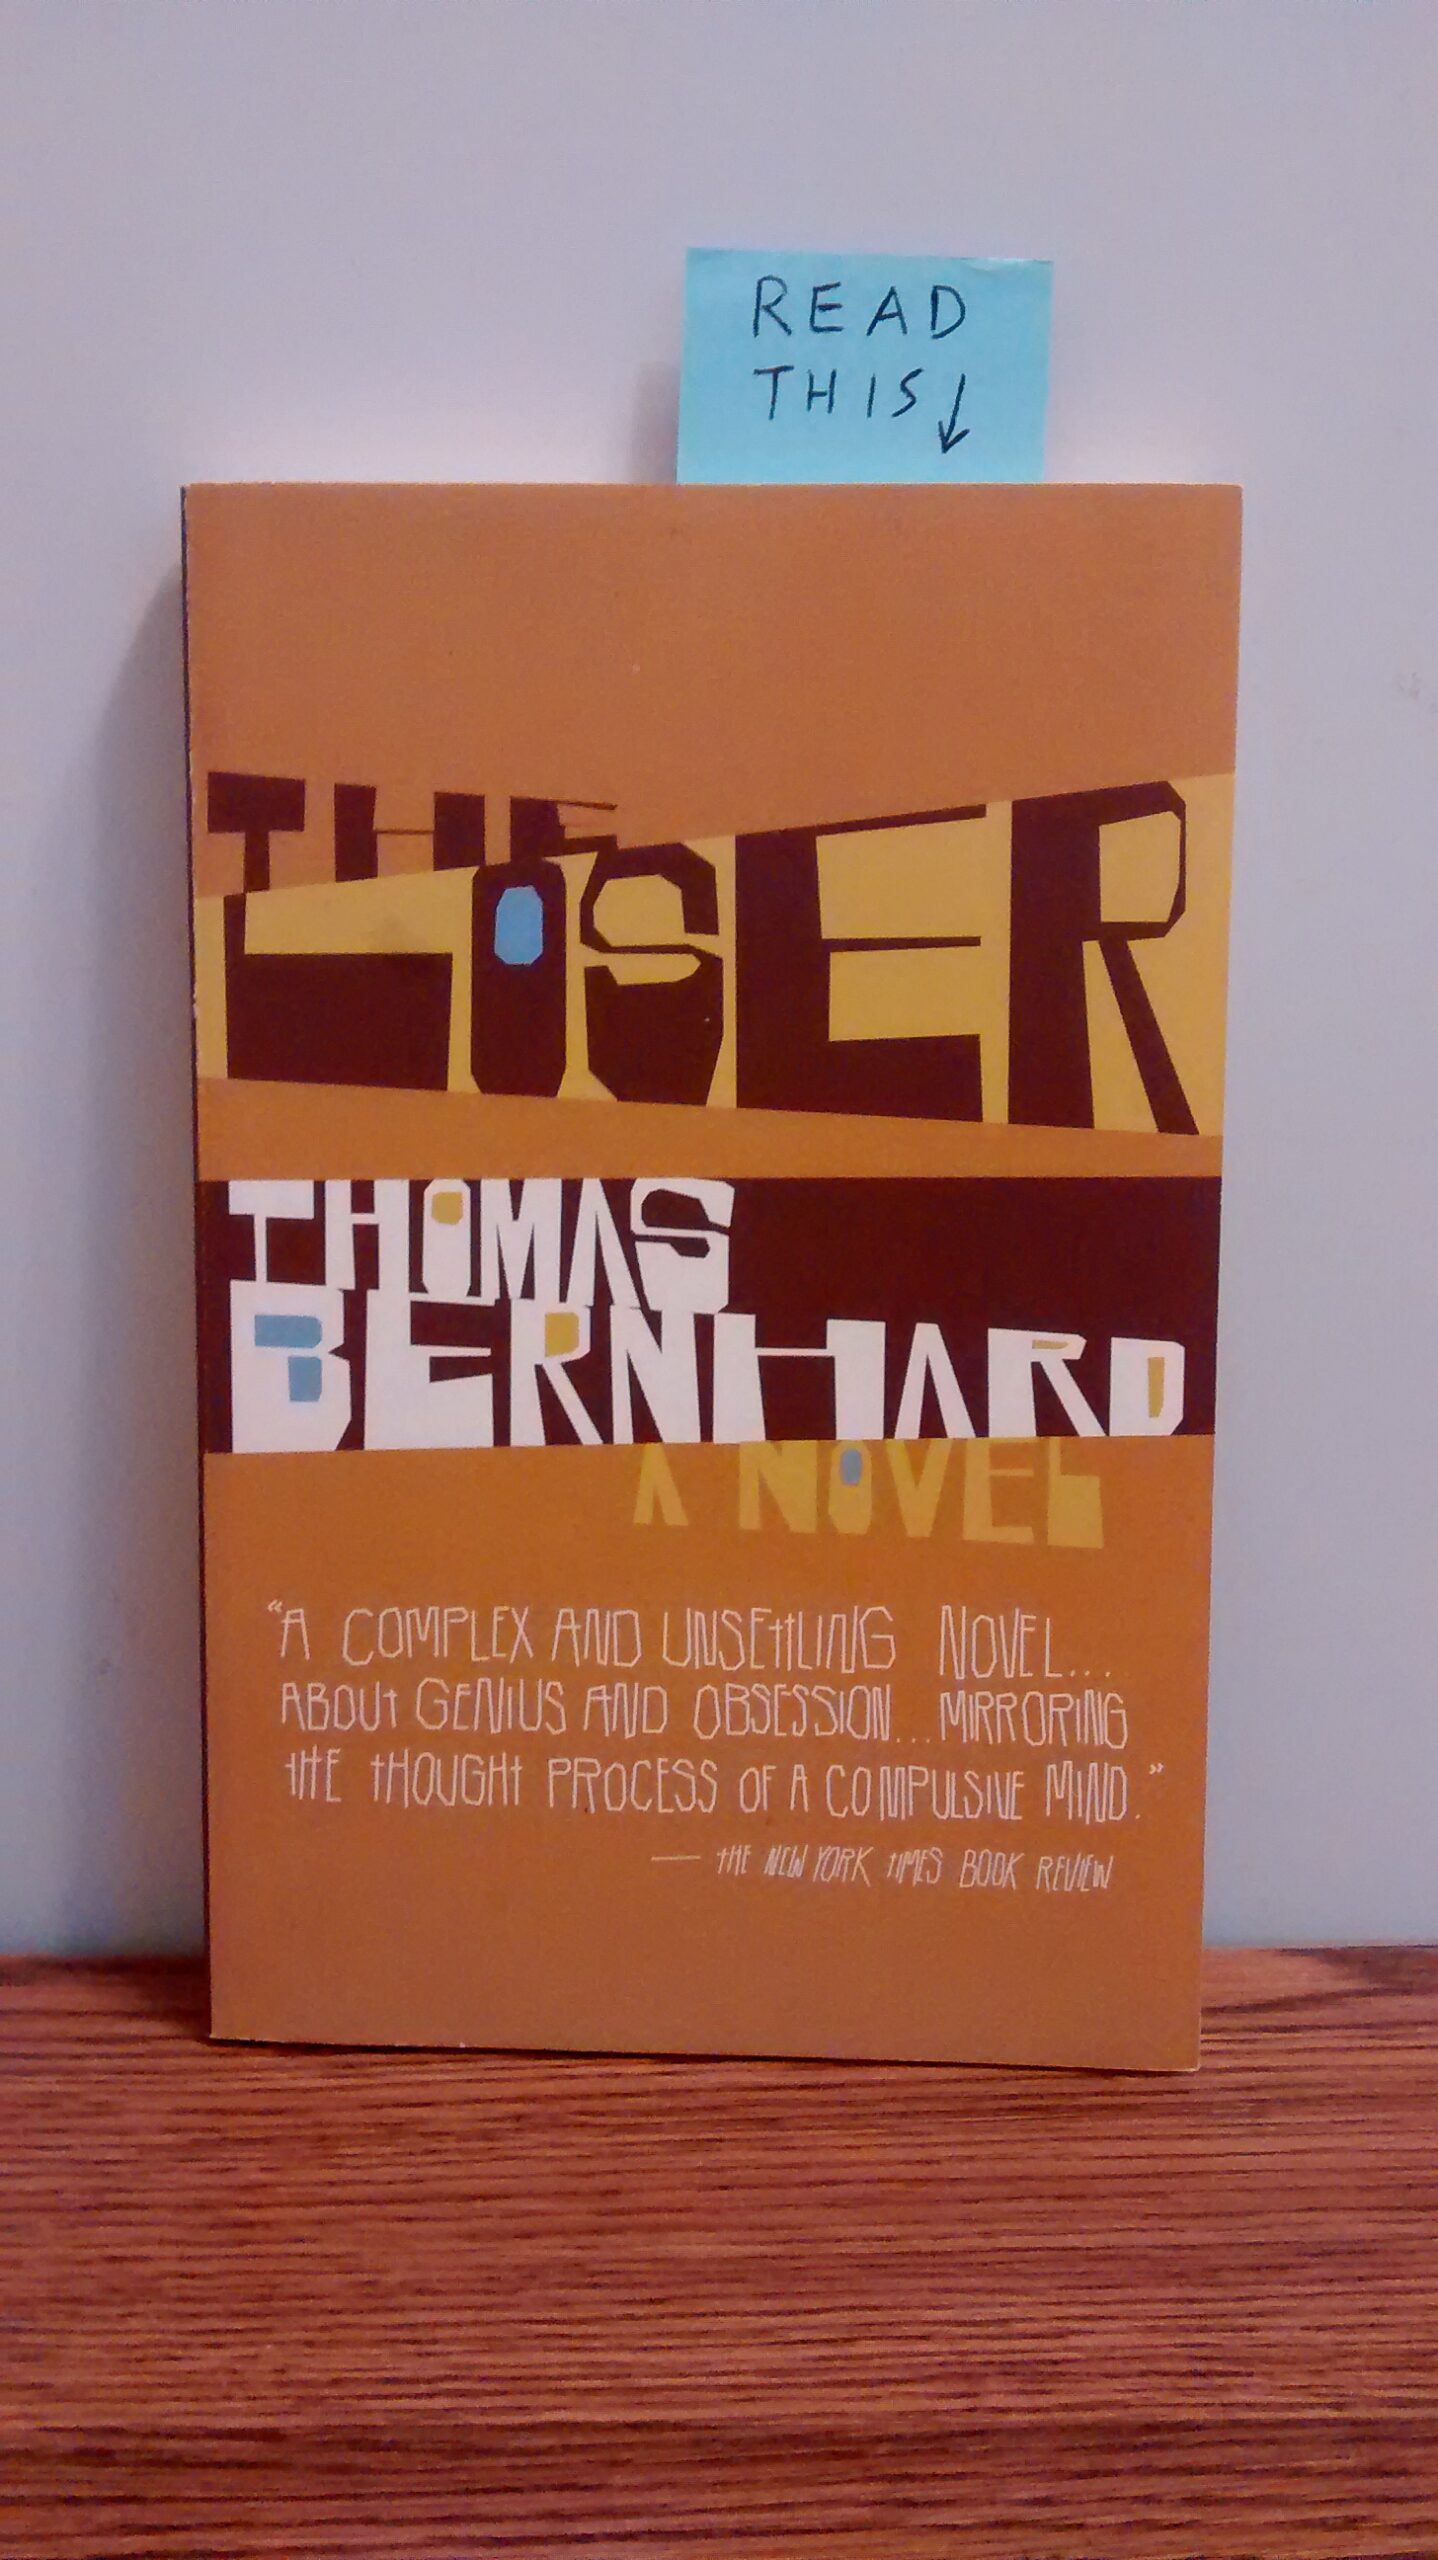 READ
THIS↓
THE
LOSER
THOMAS
BERNHARD
A NOVEL
“A COMPLEX AND UNSEttLING NOVEL....
ABOUt GENIUS AND OBSESSION...MIRRORING
tHE tHOUGHt PROCESS OF A COMPULSIVE MIND.”
— tHE NEW YORK tIMES BOOK REVIEW